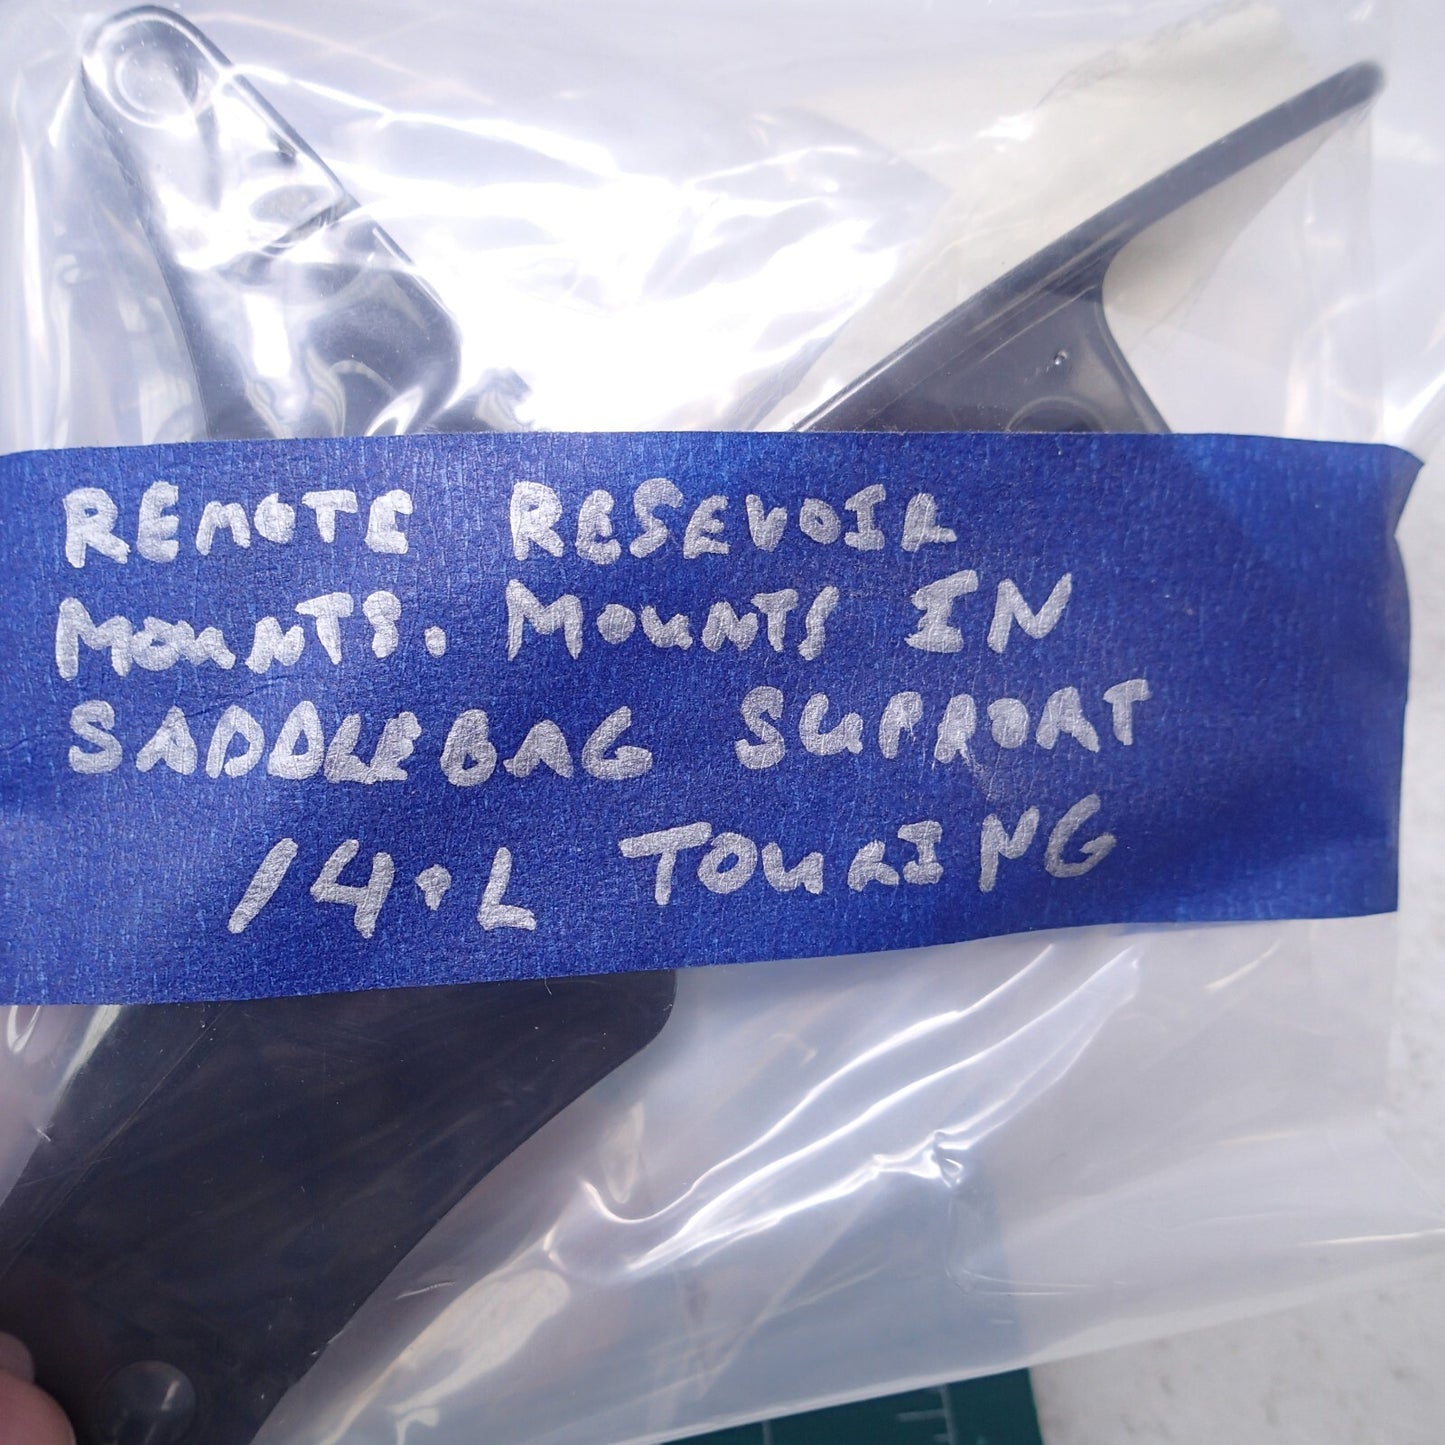 REMOTE RESEVOIR
MOUNTS. MOUNTS IN
SADDLEBAG SUPPORT
14·L TOURING